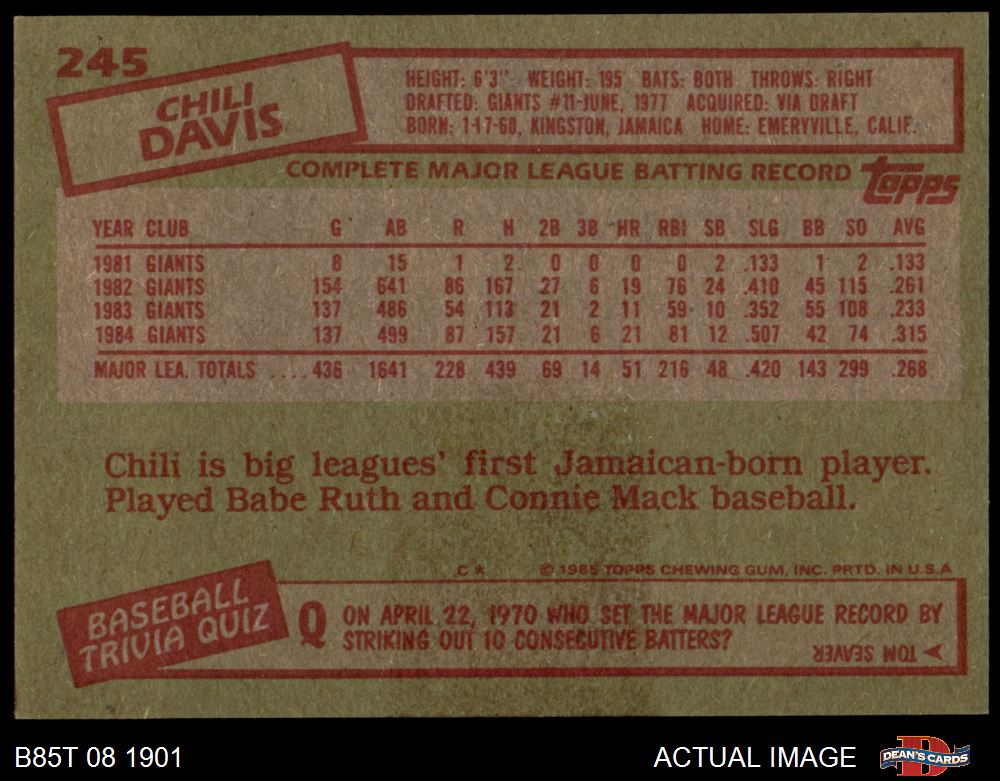 245
CHILI
DAVIS
HEIGHT: 6'3" WEIGHT: 195 BATS: BOTH THROWS: RIGHT
DRAFTED: GIANTS #11-JUNE, 1977 ACQUIRED: VIA DRAFT
BORN: 1-17-60, KINGSTON, JAMAICA HOME: EMERYVILLE, CALIF.
COMPLETE MAJOR LEAGUE BATTING RECORD
topps
YEAR CLUB G AB R H 2B 3B HR RBI SB SLG BB SO AVG
1981 GIANTS 8 15 1 2 0 0 0 0 2 .133 1 2 .133
1982 GIANTS 154 641 86 167 27 6 19 76 24 .410 45 115 .261
1983 GIANTS 137 486 54 113 21 2 11 59 10 .352 55 108 .233
1984 GIANTS 137 499 87 157 21 6 21 81 12 .507 42 74 .315
MAJOR LEA. TOTALS .... 436 1641 228 439 69 14 51 216 48 .420 143 299 .268
Chili is big leagues' first Jamaican-born player.
Played Babe Ruth and Connie Mack baseball.
C* © 1985 TOPPS CHEWING GUM, INC. PRTD. IN U.S.A
BASEBALL
TRIVIA QUIZ
Q ON APRIL 22, 1970 WHO SET THE MAJOR LEAGUE RECORD BY
STRIKING OUT 10 CONSECUTIVE BATTERS?
TOM SEAVER
B85T 08 1901
ACTUAL IMAGE
DEAN'S CARDS